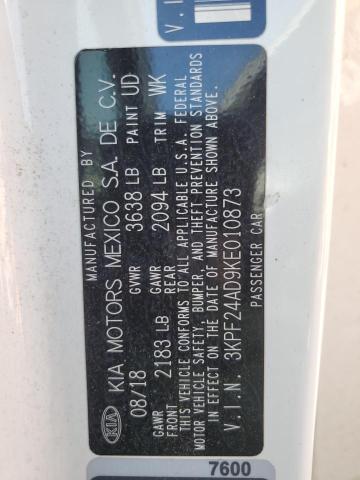 MANUFACTURED BY
KIA KIA MOTORS MEXICO S.A. DE C.V.
08/18 GVWR 3638 LB PAINT UD
GAWR FRONT 2183 LB GAWR REAR 2094 LB TRIM WK
THIS VEHICLE CONFORMS TO ALL APPLICABLE U.S.A. FEDERAL
MOTOR VEHICLE SAFETY, BUMPER, AND THEFT PREVENTION STANDARDS
IN EFFECT ON THE DATE OF MANUFACTURE SHOWN ABOVE.
V.I.N. 3KPF24AD9KE010873
PASSENGER CAR
V.I
7600